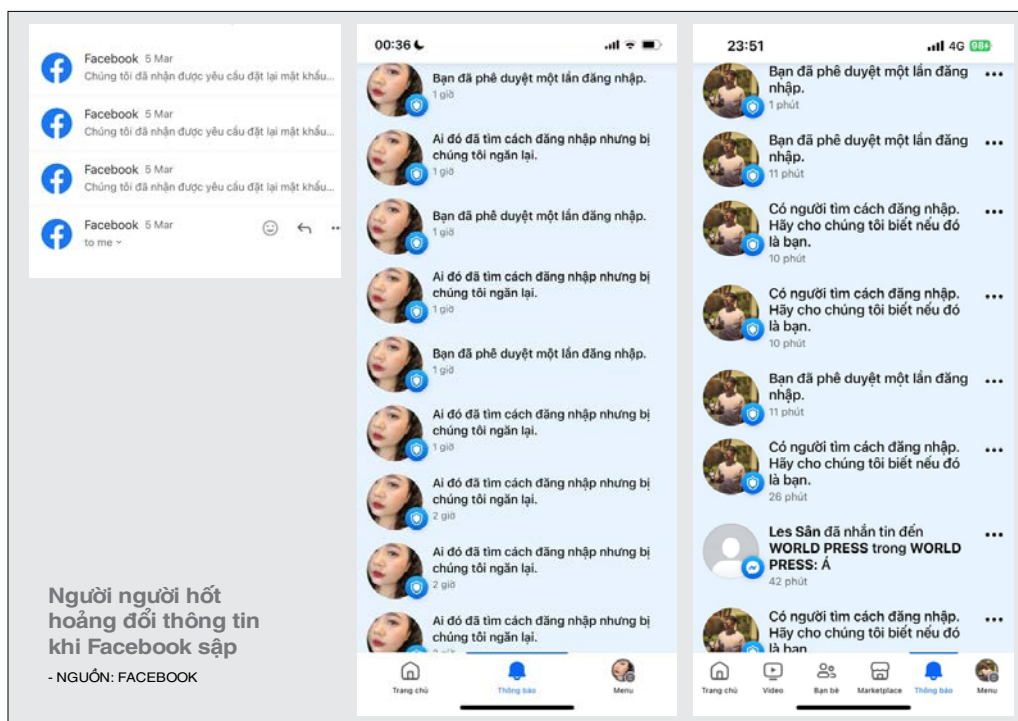 Facebook 5 Mar
Chúng tôi đã nhận được yêu cầu đặt lại mật khẩu...
Facebook 5 Mar
Chúng tôi đã nhận được yêu cầu đặt lại mật khẩu...
Facebook 5 Mar
Chúng tôi đã nhận được yêu cầu đặt lại mật khẩu...
Facebook 5 Mar
to me
Người người hốt
hoảng đổi thông tin
khi Facebook sập
- NGUỒN: FACEBOOK
00:36
Bạn đã phê duyệt một lần đăng nhập.
1 giờ
Ai đó đã tìm cách đăng nhập nhưng bị
chúng tôi ngăn lại.
1 giờ
Bạn đã phê duyệt một lần đăng nhập.
1 giờ
Ai đó đã tìm cách đăng nhập nhưng bị
chúng tôi ngăn lại.
1 giờ
Bạn đã phê duyệt một lần đăng nhập.
1 giờ
Ai đó đã tìm cách đăng nhập nhưng bị
chúng tôi ngăn lại.
1 giờ
Ai đó đã tìm cách đăng nhập nhưng bị
chúng tôi ngăn lại.
2 giờ
Ai đó đã tìm cách đăng nhập nhưng bị
chúng tôi ngăn lại.
2 giờ
Ai đó đã tìm cách đăng nhập nhưng bị
chúng tôi ngăn lại.
Trang chủ Thông báo Menu
23:51 4G 98
Bạn đã phê duyệt một lần đăng
nhập.
1 phút
Bạn đã phê duyệt một lần đăng
nhập.
11 phút
Có người tìm cách đăng nhập.
Hãy cho chúng tôi biết nếu đó
là bạn.
10 phút
Có người tìm cách đăng nhập.
Hãy cho chúng tôi biết nếu đó
là bạn.
10 phút
Bạn đã phê duyệt một lần đăng
nhập.
11 phút
Có người tìm cách đăng nhập.
Hãy cho chúng tôi biết nếu đó
là bạn.
26 phút
Les Sân đã nhắn tin đến
WORLD PRESS trong WORLD
PRESS: Á
42 phút
Có người tìm cách đăng nhập.
Hãy cho chúng tôi biết nếu đó
là bạn
Trang chủ Video Bạn bè Marketplace Thông báo Menu